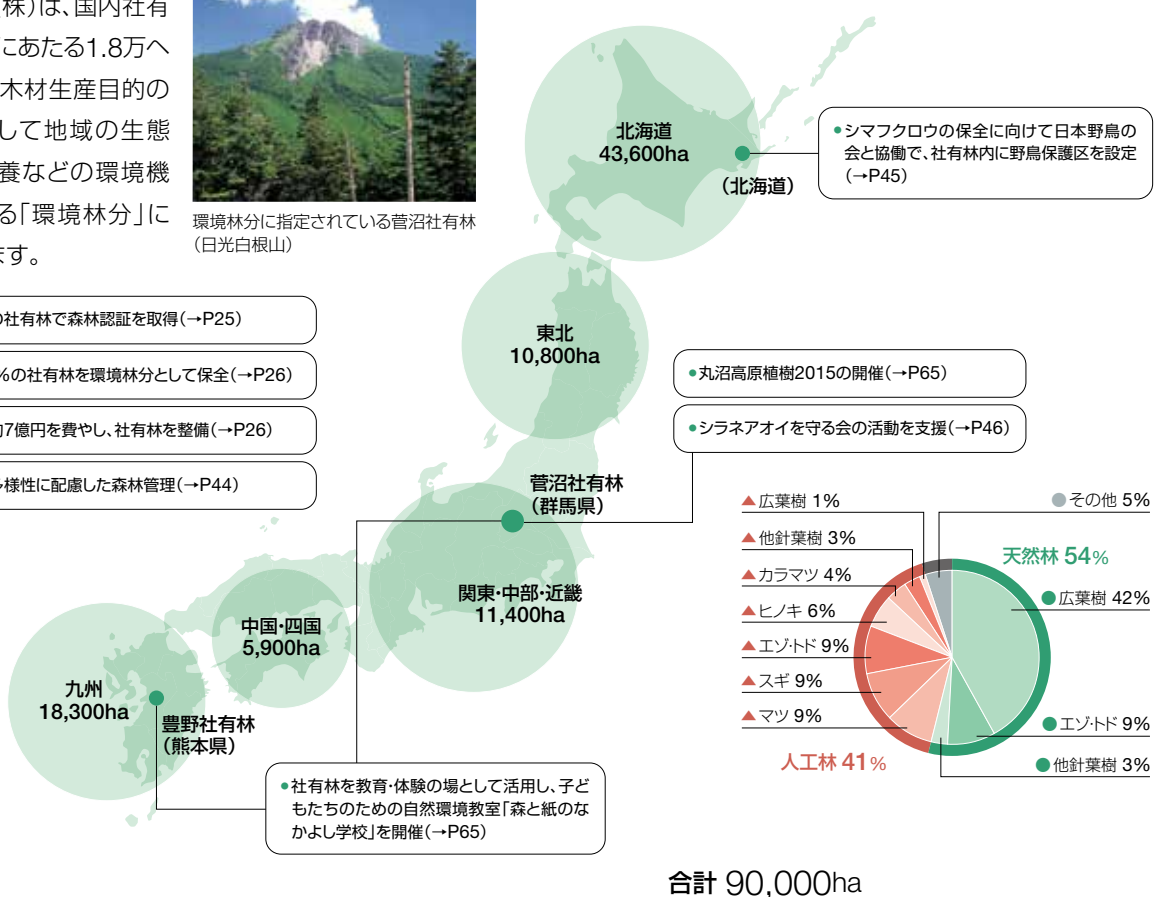 株)は、国内社有
にあたる1.8万ヘ
木材生産目的の
して地域の生態
養などの環境機
る「環境林分」に
ます。
環境林分に指定されている菅沼社有林
(日光白根山)
の社有林で森林認証を取得(→P25)
%の社有林を環境林分として保全(→P26)
約7億円を費やし、社有林を整備(→P26)
多様性に配慮した森林管理(→P44)
北海道
43,600ha
(北海道)
●シマフクロウの保全に向けて日本野鳥の
会と協働で、社有林内に野鳥保護区を設定
(→P45)
東北
10,800ha
●丸沼高原植樹2015の開催(→P65)
●シラネアオイを守る会の活動を支援(→P46)
菅沼社有林
(群馬県)
関東・中部・近畿
11,400ha
中国・四国
5,900ha
九州
18,300ha
豊野社有林
(熊本県)
●社有林を教育・体験の場として活用し、子ど
もたちのための自然環境教室「森と紙のな
かよし学校」を開催(→P65)
▲広葉樹 1%
▲他針葉樹 3%
▲カラマツ 4%
▲ヒノキ 6%
▲エゾ・トド 9%
▲スギ 9%
▲マツ 9%
人工林 41%
●その他 5%
天然林 54%
●広葉樹 42%
●エゾ・トド 9%
●他針葉樹 3%
合計 90,000ha